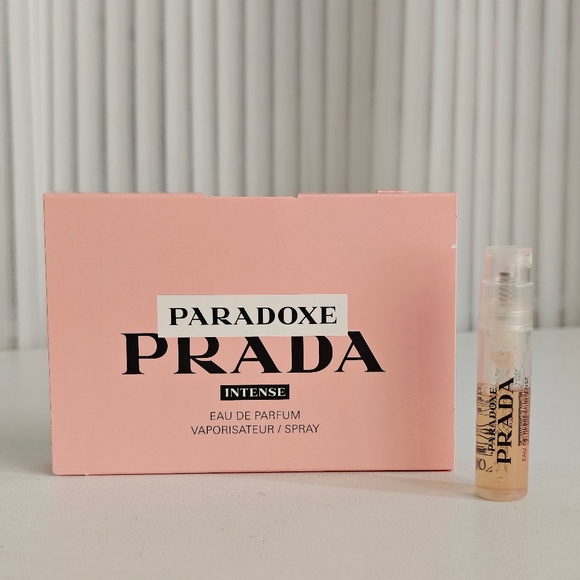 PARADOXE
PRADA
INTENSE
EAU DE PARFUM
VAPORISATEUR / SPRAY
PARADOXE
PRADA